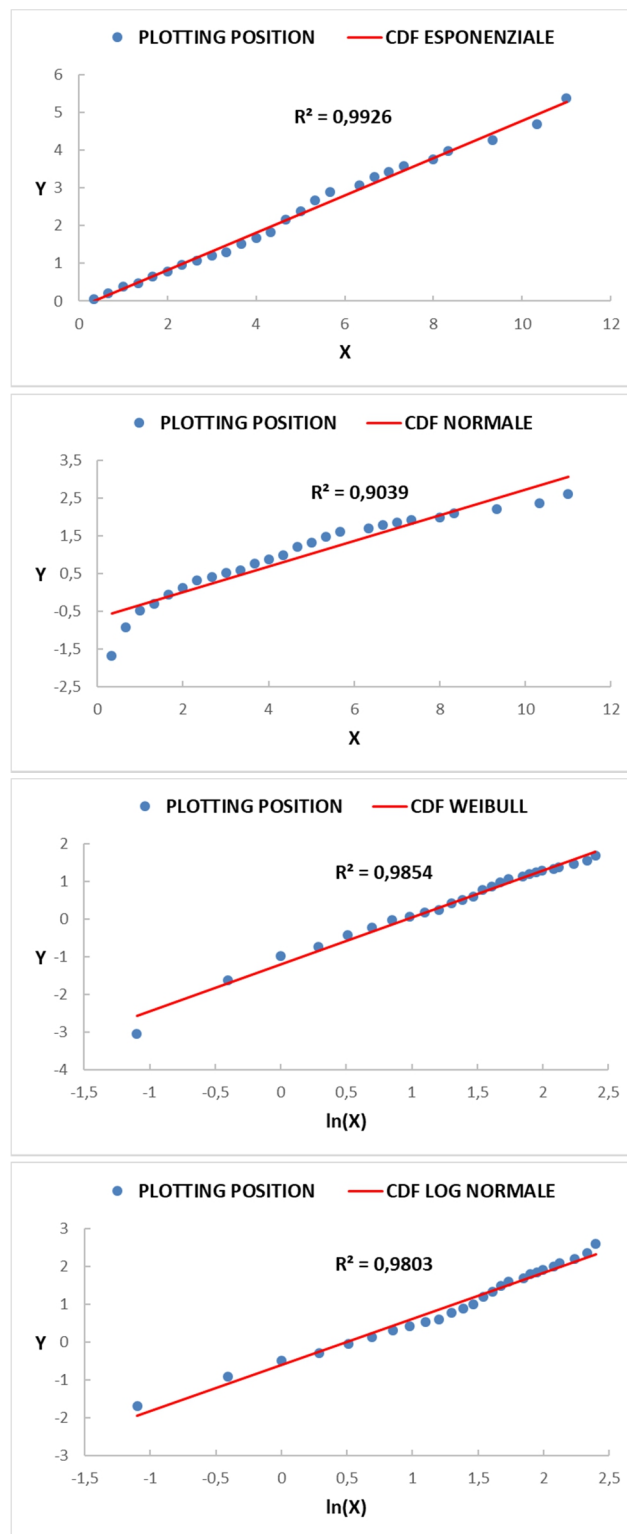 PLOTTING POSITION CDF ESPONENZIALE
6
5
4
3
2
1
0
Y
R² = 0,9926
0 2 4 6 8 10 12
X
PLOTTING POSITION CDF NORMALE
3,5
2,5
1,5
0,5
-0,5
-1,5
-2,5
Y
R² = 0,9039
0 2 4 6 8 10 12
X
PLOTTING POSITION CDF WEIBULL
2
1
0
-1
-2
-3
-4
Y
R² = 0,9854
-1,5 -1 -0,5 0 0,5 1 1,5 2 2,5
ln(X)
PLOTTING POSITION CDF LOG NORMALE
3
2
1
0
-1
-2
-3
Y
R² = 0,9803
-1,5 -1 -0,5 0 0,5 1 1,5 2 2,5
ln(X)